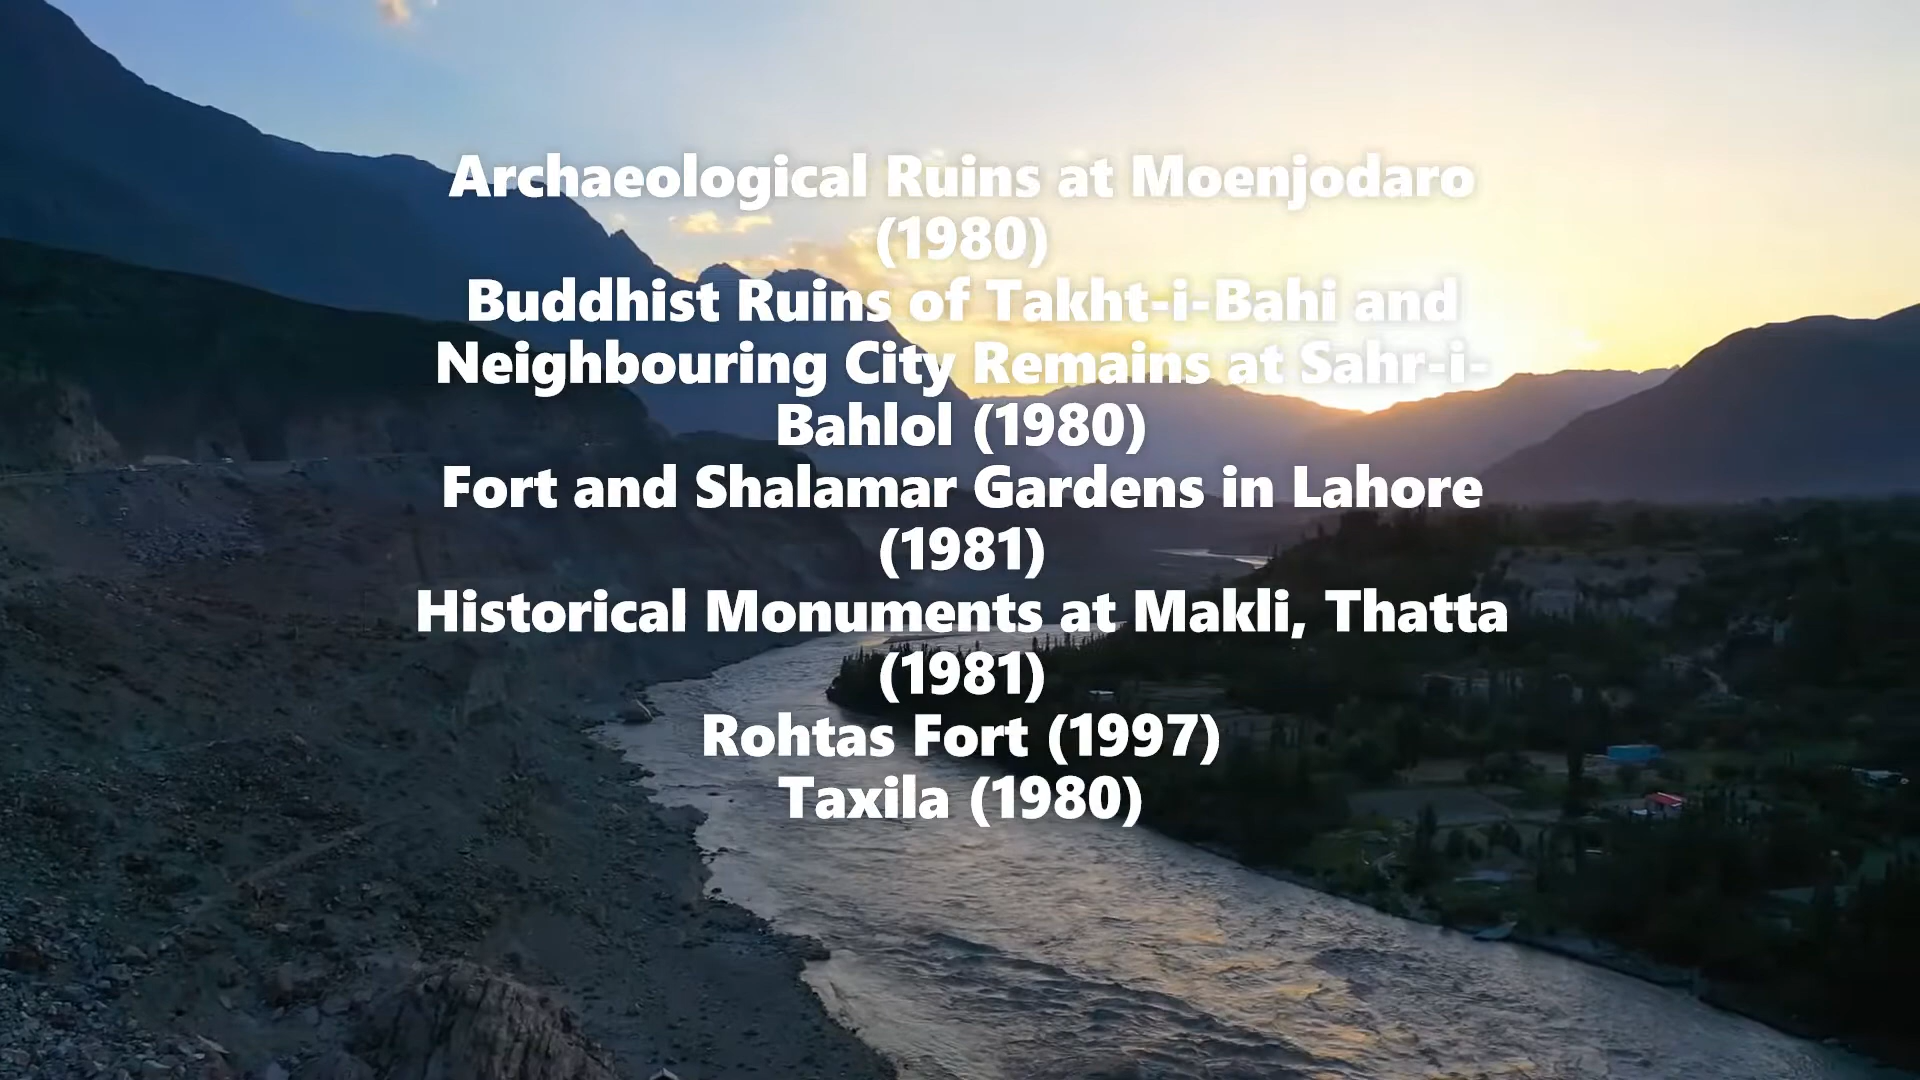 Archaeological Ruins at Moenjodaro
(1980)
Buddhist Ruins of Takht-i-Bahi and
Neighbouring City Remains at Sahr-i-
Bahlol (1980)
Fort and Shalamar Gardens in Lahore
(1981)
Historical Monuments at Makli, Thatta
(1981)
Rohtas Fort (1997)
Taxila (1980)